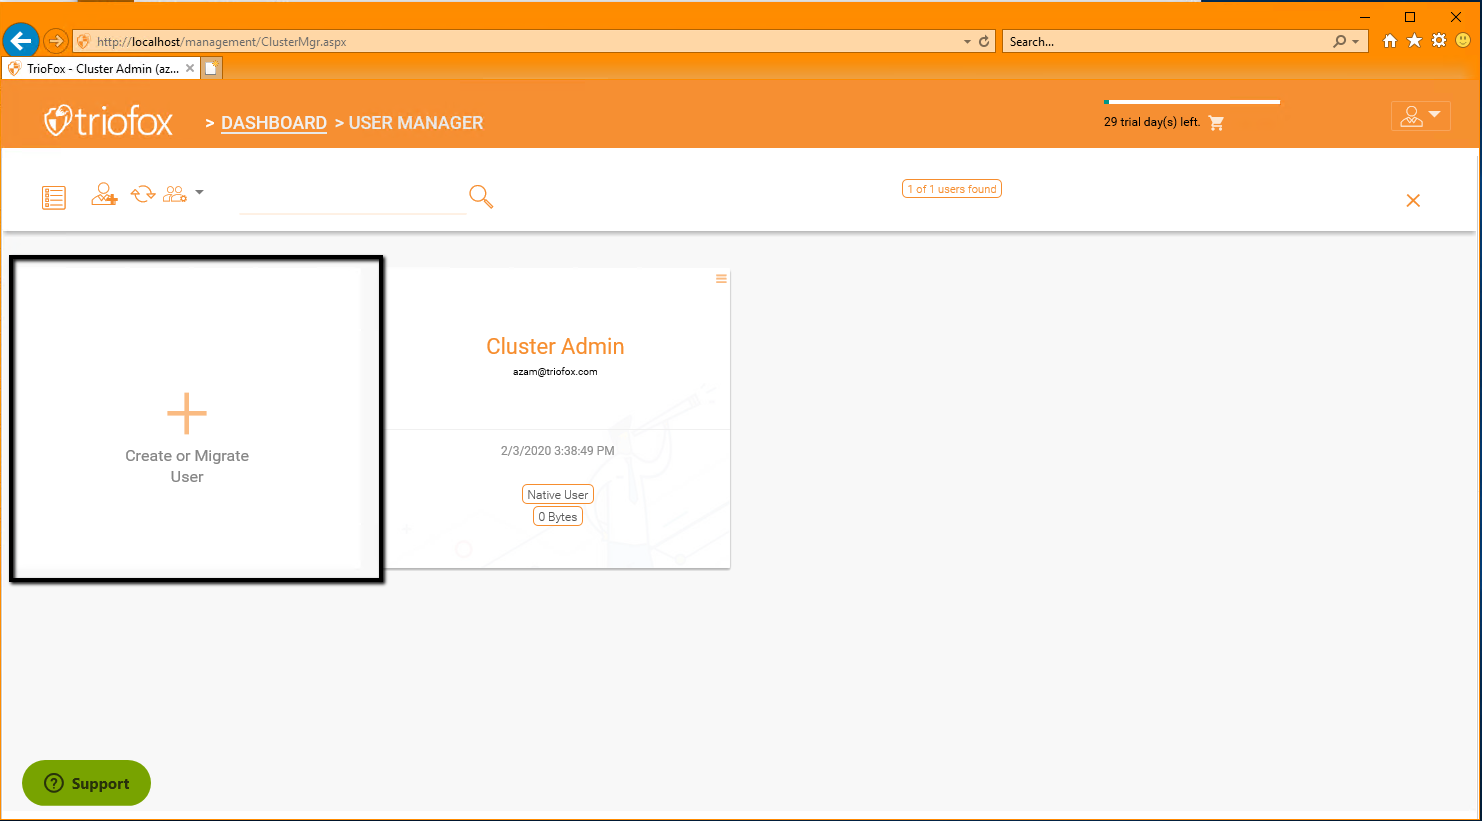 http://localhost/management/ClusterMgr.aspx
Search...
TrioFox - Cluster Admin (az...
triofox
> DASHBOARD > USER MANAGER
29 trial day(s) left.
1 of 1 users found
Create or Migrate
User
Cluster Admin
azam@triofox.com
2/3/2020 3:38:49 PM
Native User
0 Bytes
Support